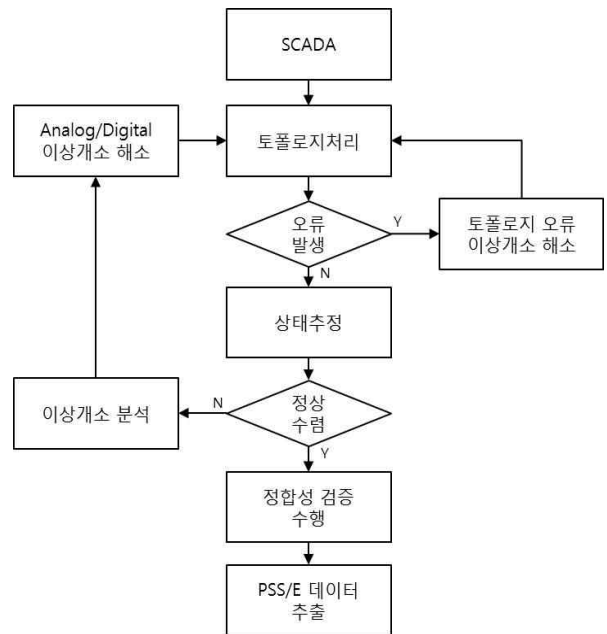 SCADA
Analog/Digital
이상개소 해소
토폴로지처리
오류
발생
Y
토폴로지 오류
이상개소 해소
N
상태추정
이상개소 분석
N
정상
수렴
Y
정합성 검증
수행
PSS/E 데이터
추출